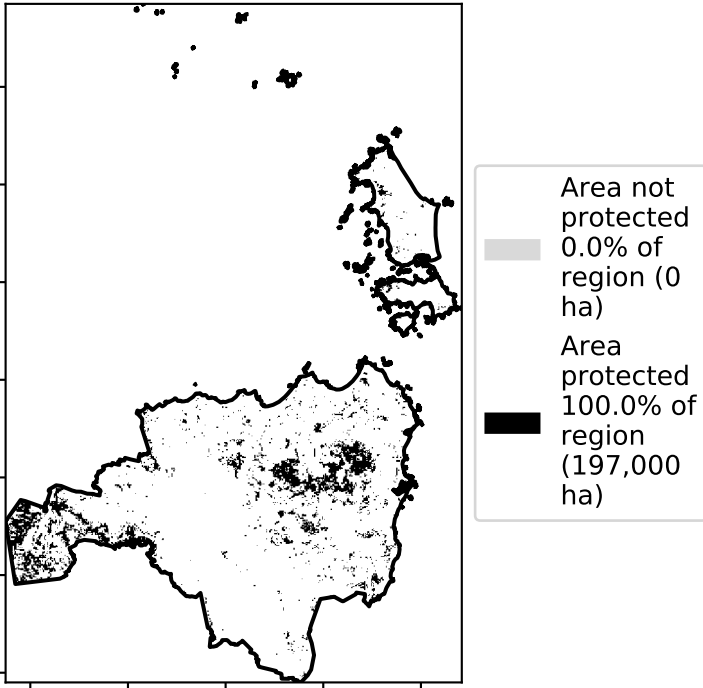 Area not
protected
0.0% of
region (0
ha)
Area
protected
100.0% of
region
(197,000
ha)